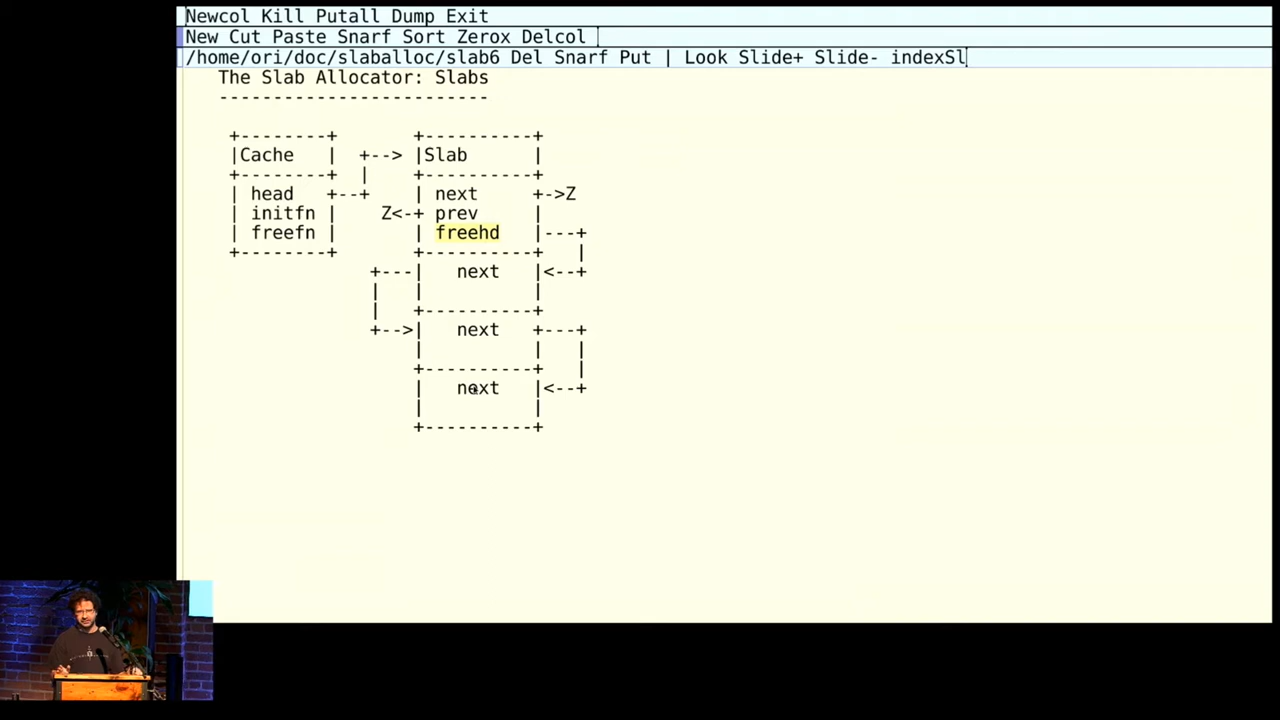 Newcol Kill Putall Dump Exit
New Cut Paste Snarf Sort Zerox Delcol
/home/ori/doc/slaballoc/slab6 Del Snarf Put | Look Slide+ Slide- indexSl
   The Slab Allocator: Slabs
   -------------------------

    +--------+       +----------+
    |Cache   |  +--> |Slab      |
    +--------+  |    +----------+
    | head   +--+    | next     +->Z
    | initfn |    Z<-+ prev     |
    | freefn |       | freehd   |---+
    +--------+       +----------+   |
                 +---|   next   |<--+
                 |   |          |
                 |   +----------+
                 +-->|   next   +---+
                     |          |   |
                     +----------+   |
                     |   next   |<--+
                     |          |
                     +----------+